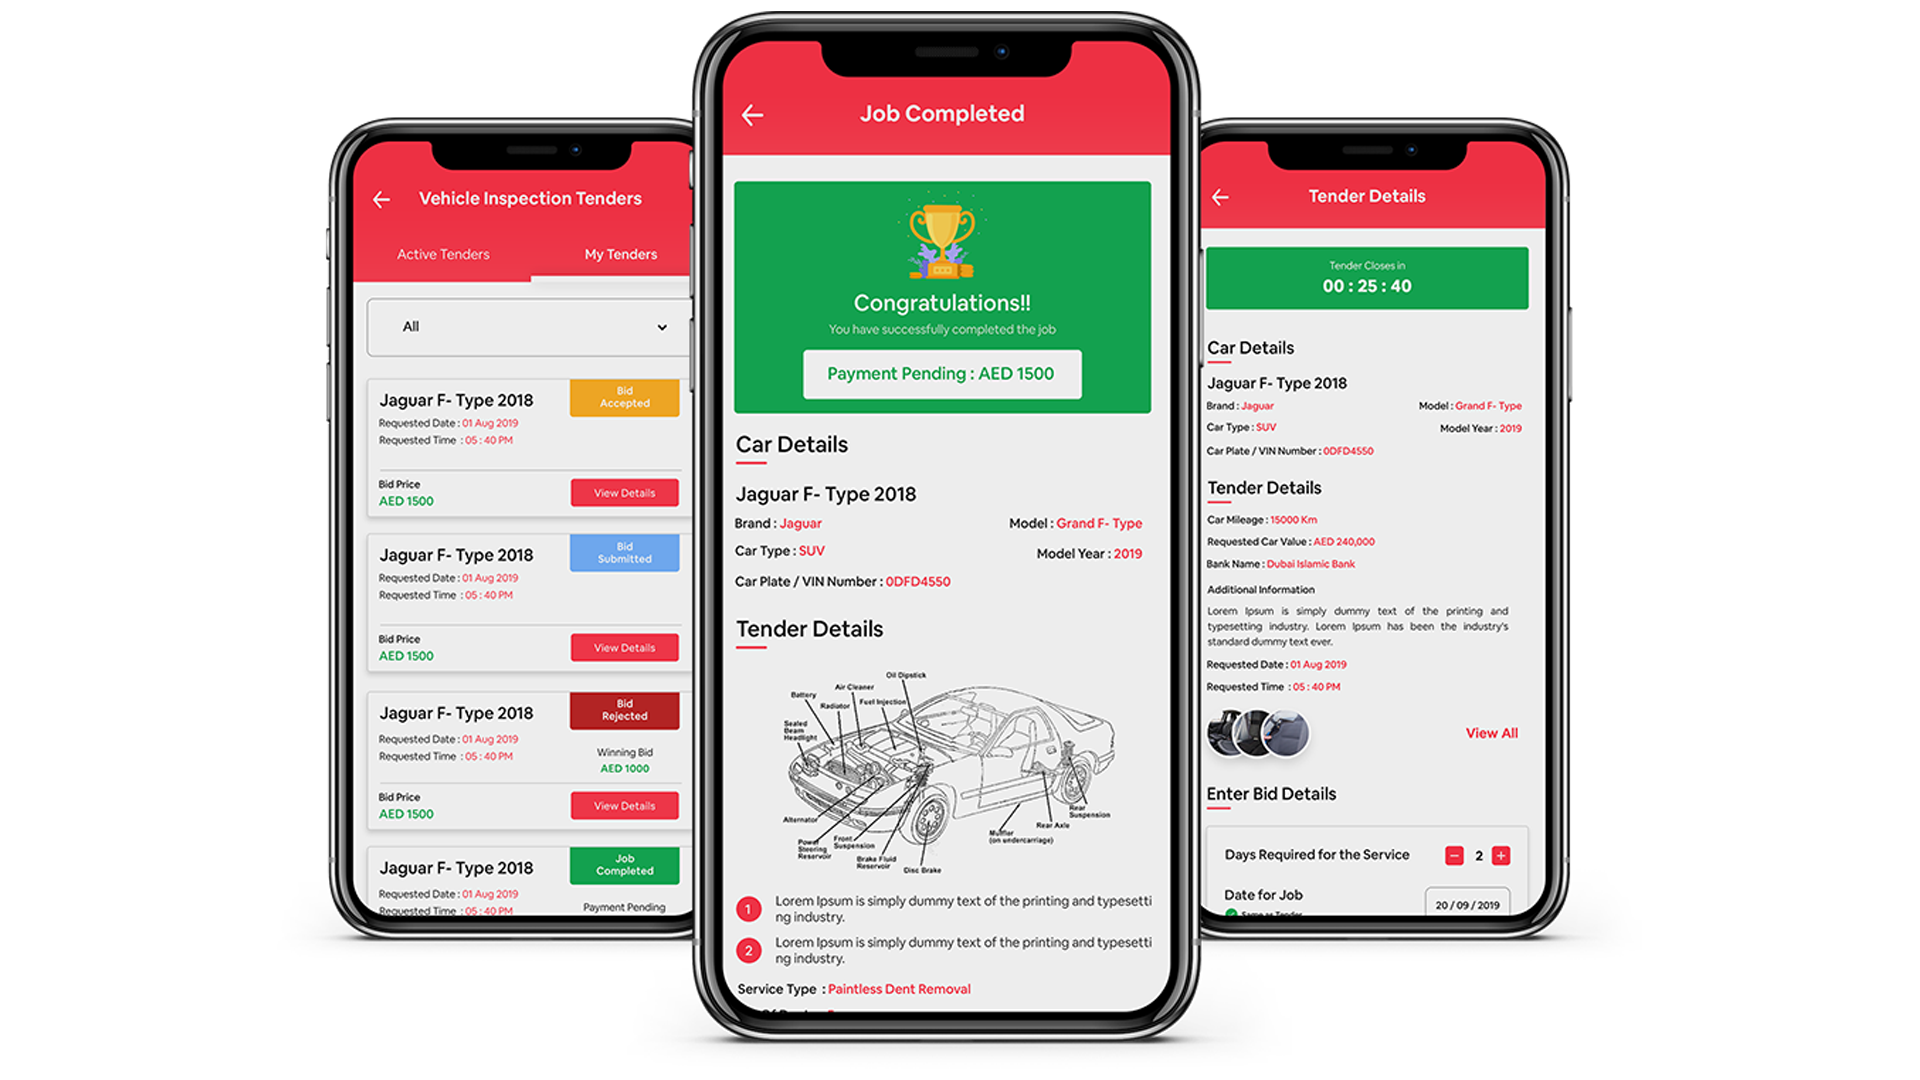 Vehicle Inspection Tenders
Active Tenders
My Tenders
All
Jaguar F- Type 2018
Bid
Accepted
Requested Date : 01 Aug 2019
Requested Time : 05 : 40 PM
Bid Price
AED 1500
View Details
Jaguar F- Type 2018
Bid
Submitted
Requested Date : 01 Aug 2019
Requested Time : 05 : 40 PM
Bid Price
AED 1500
View Details
Jaguar F- Type 2018
Bid
Rejected
Requested Date : 01 Aug 2019
Requested Time : 05 : 40 PM
Winning Bid
AED 1000
Bid Price
AED 1500
View Details
Jaguar F- Type 2018
Job
Completed
Requested Date : 01 Aug 2019
Requested Time : 05 : 40 PM
Payment Pending
Job Completed
Congratulations!!
You have successfully completed the job
Payment Pending : AED 1500
Car Details
Jaguar F- Type 2018
Brand : Jaguar
Model : Grand F- Type
Car Type : SUV
Model Year : 2019
Car Plate / VIN Number : 0DFD4550
Tender Details
Oil Dipstick
Air Cleaner
Battery
Fuel Injection
Radiator
Sealed
Beam
Headlight
Alternator
Power
Steering
Reservoir
Front
Suspension
Brake Fluid
Reservoir
Disc Brake
Muffler
(on undercarriage)
Rear Axle
Rear
Suspension
1
Lorem Ipsum is simply dummy text of the printing and typesetti
ng industry.
2
Lorem Ipsum is simply dummy text of the printing and typesetti
ng industry.
Service Type : Paintless Dent Removal
Tender Details
Tender Closes in
00 : 25 : 40
Car Details
Jaguar F- Type 2018
Brand : Jaguar
Model : Grand F- Type
Car Type : SUV
Model Year : 2019
Car Plate / VIN Number : 0DFD4550
Tender Details
Car Mileage : 15000 Km
Requested Car Value : AED 240,000
Bank Name : Dubai Islamic Bank
Additional Information
Lorem Ipsum is simply dummy text of the printing and
typesetting industry. Lorem Ipsum has been the industry's
standard dummy text ever.
Requested Date : 01 Aug 2019
Requested Time : 05 : 40 PM
View All
Enter Bid Details
Days Required for the Service
− 2 +
Date for Job
20 / 09 / 2019
Same as Tender